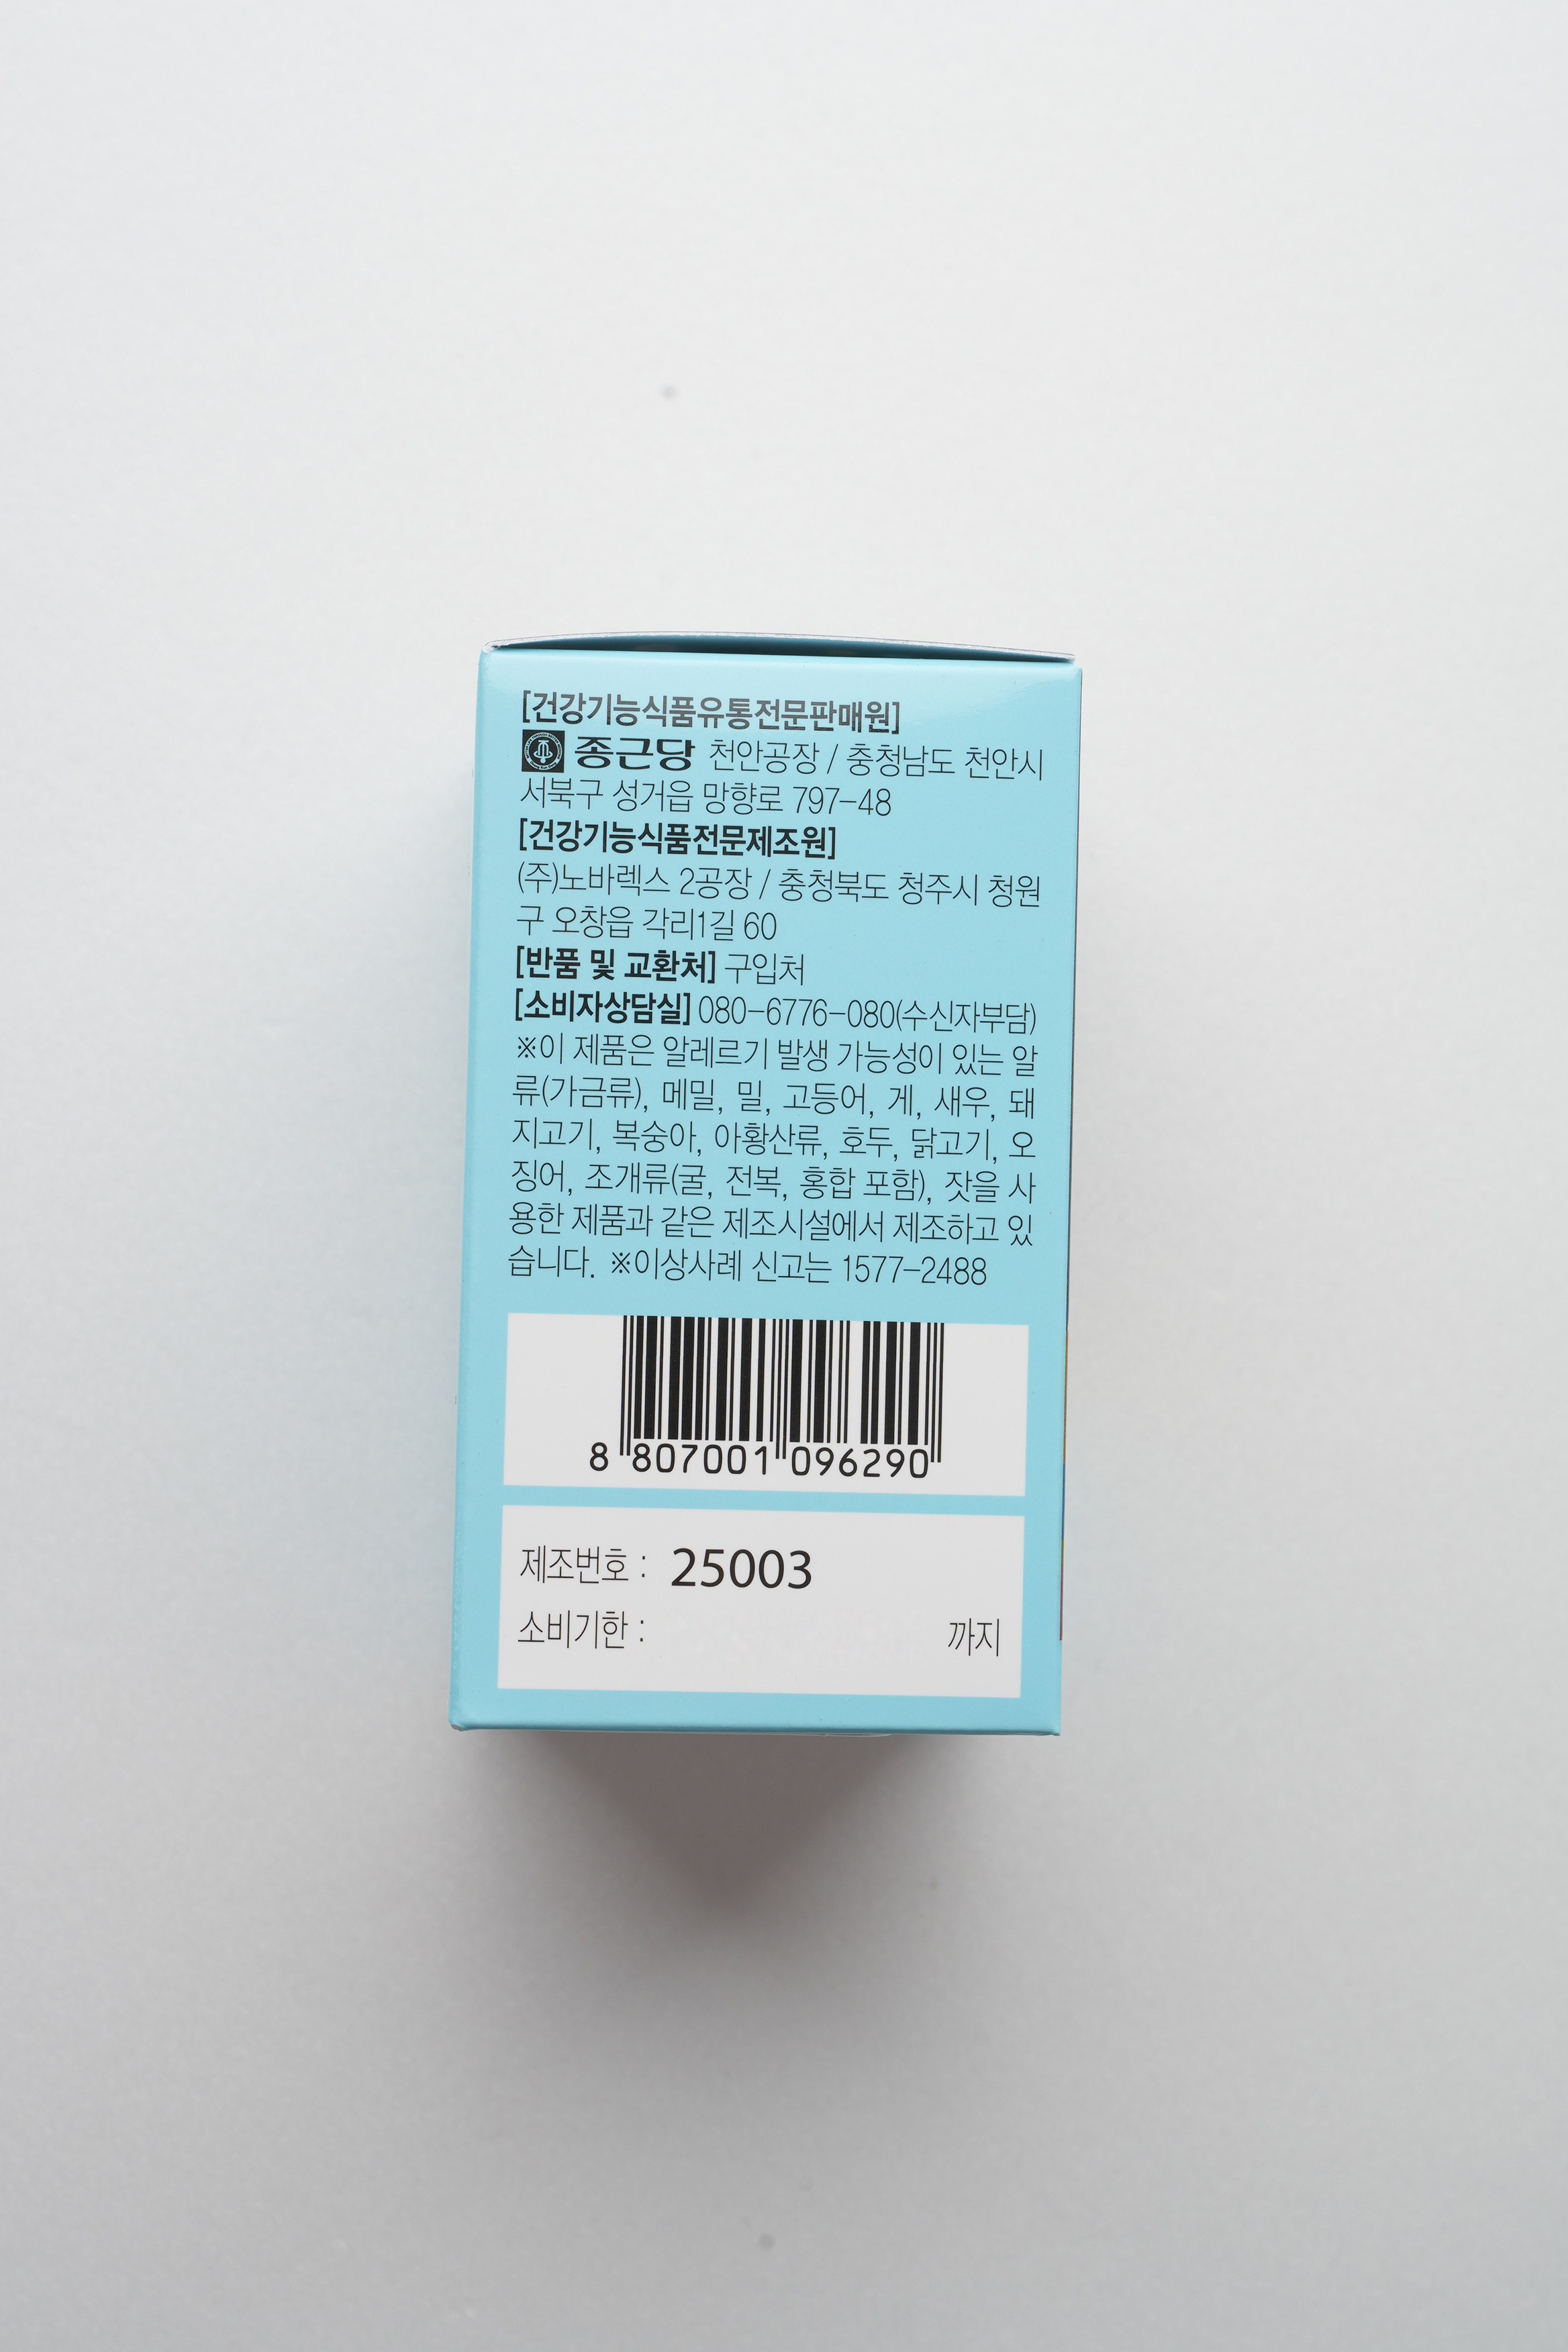 [건강기능식품유통전문판매원]
종근당 천안공장 / 충청남도 천안시
서북구 성거읍 망향로 797-48
[건강기능식품전문제조원]
(주)노바렉스 2공장 / 충청북도 청주시 청원
구 오창읍 각리1길 60
[반품 및 교환처] 구입처
[소비자상담실] 080-6776-080(수신자부담)
※이 제품은 알레르기 발생 가능성이 있는 알
류(가금류), 메밀, 밀, 고등어, 게, 새우, 돼
지고기, 복숭아, 아황산류, 호두, 닭고기, 오
징어, 조개류(굴, 전복, 홍합 포함), 잣을 사
용한 제품과 같은 제조시설에서 제조하고 있
습니다. ※이상사례 신고는 1577-2488
8 807001 096290
제조번호 : 25003
소비기한 : 까지